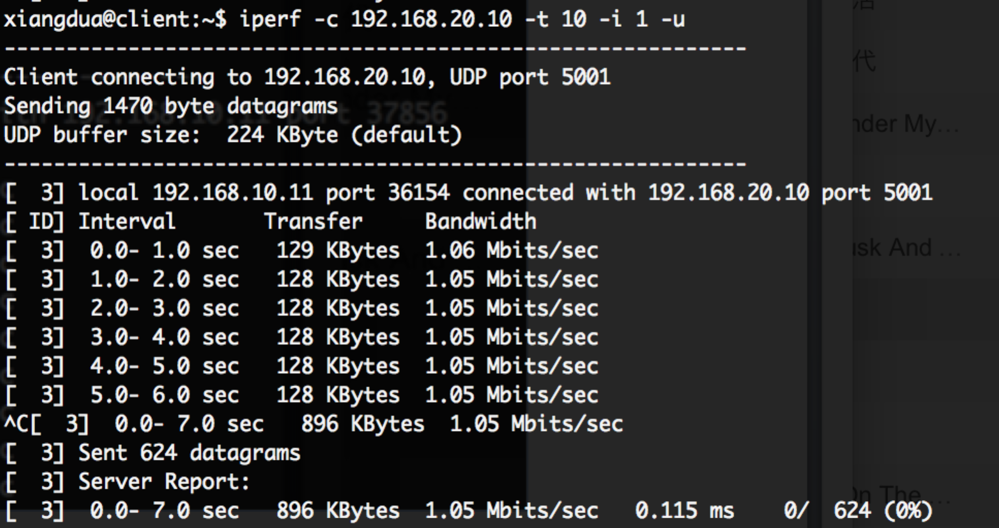 xiangdua@client:~$ iperf -c 192.168.20.10 -t 10 -i 1 -u
------------------------------------------------------------
Client connecting to 192.168.20.10, UDP port 5001
Sending 1470 byte datagrams
UDP buffer size:  224 KByte (default)
------------------------------------------------------------
[  3] local 192.168.10.11 port 36154 connected with 192.168.20.10 port 5001
[ ID] Interval       Transfer     Bandwidth
[  3]  0.0- 1.0 sec   129 KBytes  1.06 Mbits/sec
[  3]  1.0- 2.0 sec   128 KBytes  1.05 Mbits/sec
[  3]  2.0- 3.0 sec   128 KBytes  1.05 Mbits/sec
[  3]  3.0- 4.0 sec   128 KBytes  1.05 Mbits/sec
[  3]  4.0- 5.0 sec   128 KBytes  1.05 Mbits/sec
[  3]  5.0- 6.0 sec   128 KBytes  1.05 Mbits/sec
^C[  3]  0.0- 7.0 sec   896 KBytes  1.05 Mbits/sec
[  3] Sent 624 datagrams
[  3] Server Report:
[  3]  0.0- 7.0 sec   896 KBytes  1.05 Mbits/sec   0.115 ms    0/  624 (0%)
代
nder My…
usk And …
On The …
192.168.10.11 port 37856